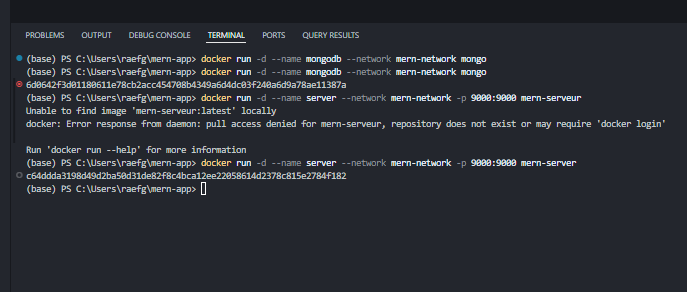 PROBLEMS OUTPUT DEBUG CONSOLE TERMINAL PORTS QUERY RESULTS
(base) PS C:\Users\raefg\mern-app> docker run -d --name mongodb --network mern-network mongo
(base) PS C:\Users\raefg\mern-app> docker run -d --name mongodb --network mern-network mongo
6d0642f3d01180611e78cb2acc454708b4349a6d4dc03f240a6d9a78ae11387a
(base) PS C:\Users\raefg\mern-app> docker run -d --name server --network mern-network -p 9000:9000 mern-serveur
Unable to find image 'mern-serveur:latest' locally
docker: Error response from daemon: pull access denied for mern-serveur, repository does not exist or may require 'docker login'
Run 'docker run --help' for more information
(base) PS C:\Users\raefg\mern-app> docker run -d --name server --network mern-network -p 9000:9000 mern-server
c64ddda3198d49d2ba50d31de82f8c4bca12ee22058614d2378c815e2784f182
(base) PS C:\Users\raefg\mern-app>